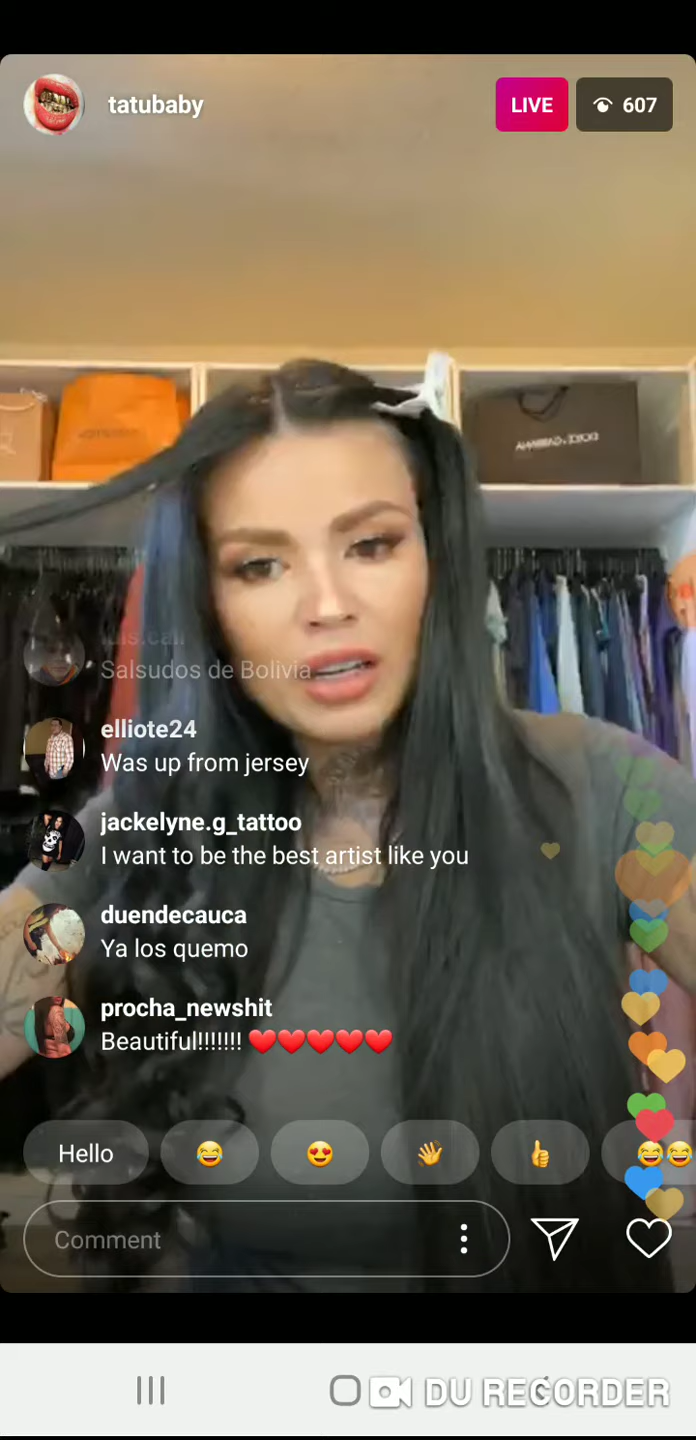 tatubaby
LIVE
607
Salsudos de Bolivia
elliote24
Was up from jersey
jackelyne.g_tattoo
I want to be the best artist like you
duendecauca
Ya los quemo
procha_newshit
Beautiful!!!!!!! ❤️❤️❤️❤️❤️
Hello
😂
😍
👋
👍
😂😂
Comment
DU RECORDER